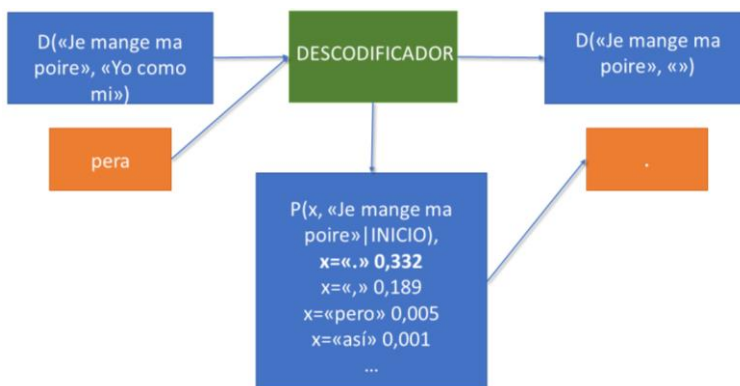 D(«Je mange ma
poire», «Yo como
mi»)
DESCODIFICADOR
D(«Je mange ma
poire», «»)
pera
.
P(x, «Je mange ma
poire»|INICIO),
x=«.» 0,332
x=«,» 0,189
x=«pero» 0,005
x=«así» 0,001
...